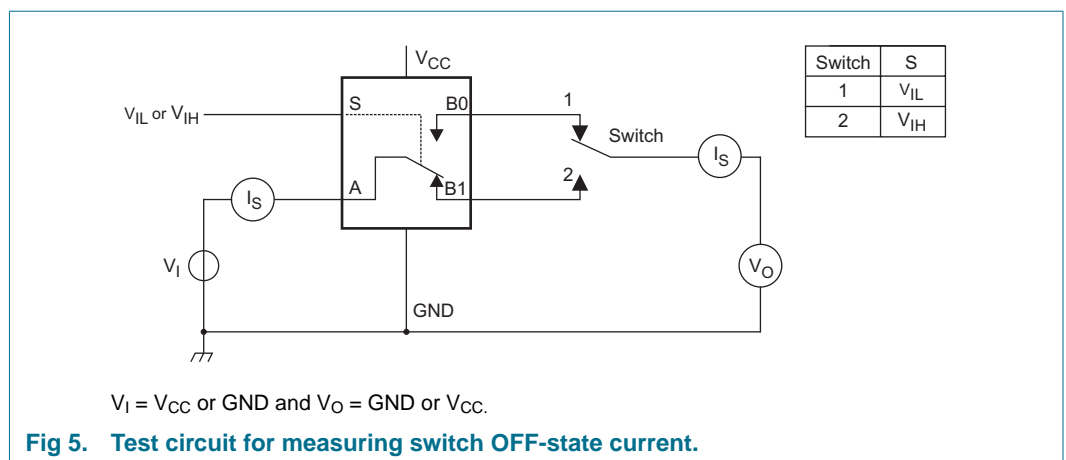 VCC
Switch S
1 VIL
2 VIH
VIL or VIH
S
B0
1
Switch
IS
A
B1
2
IS
VI
VO
GND
VI = VCC or GND and VO = GND or VCC.
Fig 5. Test circuit for measuring switch OFF-state current.